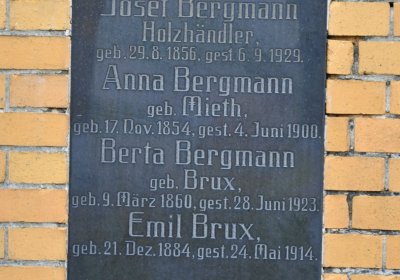 Josef Bergmann
Holzhändler,
geb. 29. 8. 1856, gest. 6. 9. 1929.
Anna Bergmann
geb. Mieth,
geb. 17. Nov. 1854, gest. 4. Juni 1900.
Berta Bergmann
geb. Brux,
geb. 9. März 1860, gest. 28. Juni 1923.
Emil Brux,
geb. 21. Dez. 1884, gest. 24. Mai 1914.